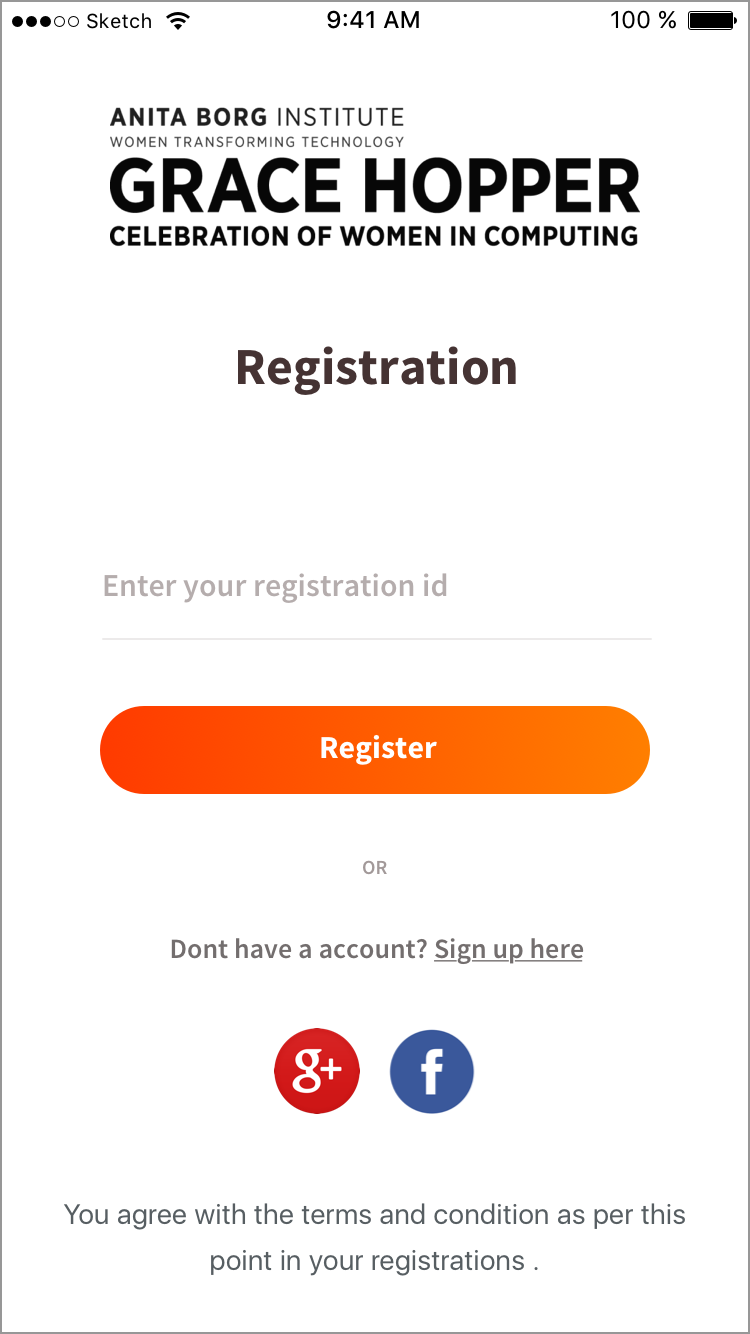 Sketch 9:41 AM 100 %
ANITA BORG INSTITUTE
WOMEN TRANSFORMING TECHNOLOGY
GRACE HOPPER
CELEBRATION OF WOMEN IN COMPUTING
Registration
Enter your registration id
Register
OR
Dont have a account? Sign up here
g+ f
You agree with the terms and condition as per this
point in your registrations .